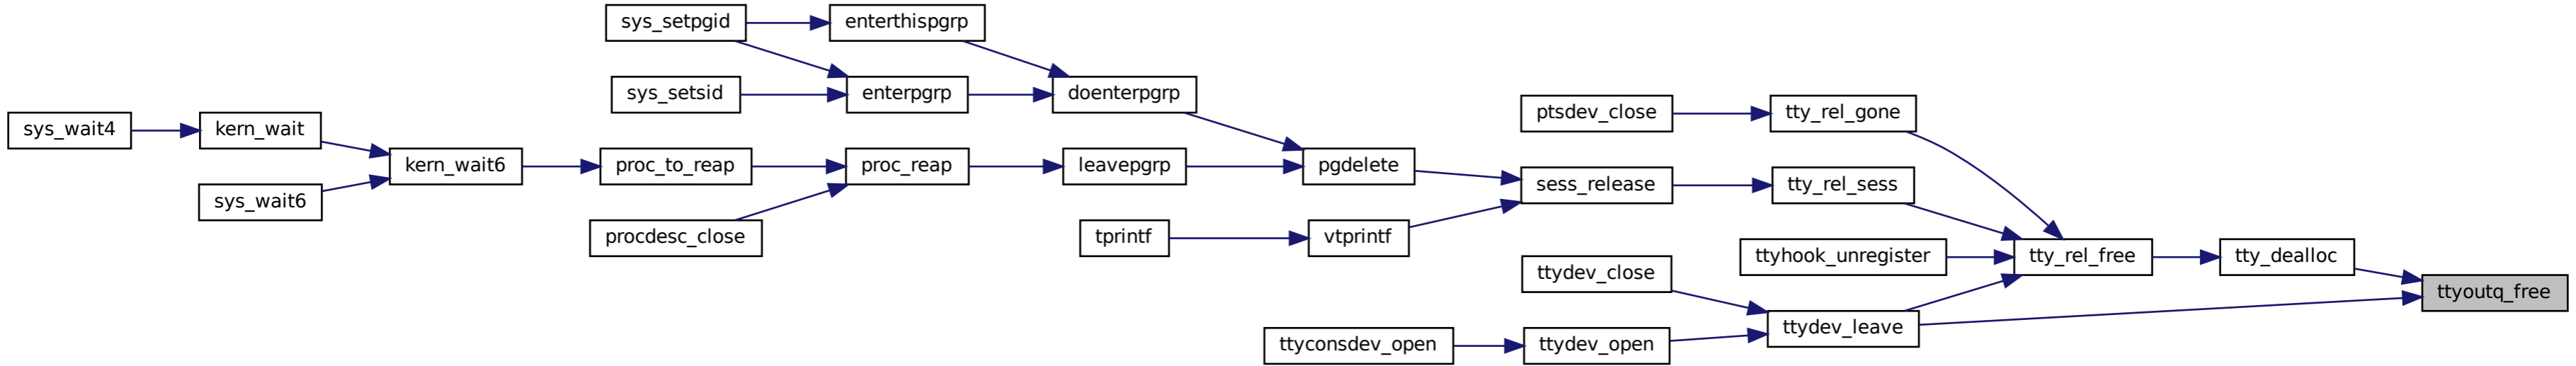 sys_setpgid
enterthispgrp
sys_setsid
enterpgrp
doenterpgrp
ptsdev_close
tty_rel_gone
sys_wait4
kern_wait
kern_wait6
proc_to_reap
proc_reap
leavepgrp
pgdelete
sess_release
tty_rel_sess
sys_wait6
procdesc_close
tprintf
vtprintf
ttyhook_unregister
tty_rel_free
tty_dealloc
ttydev_close
ttyoutq_free
ttyconsdev_open
ttydev_open
ttydev_leave